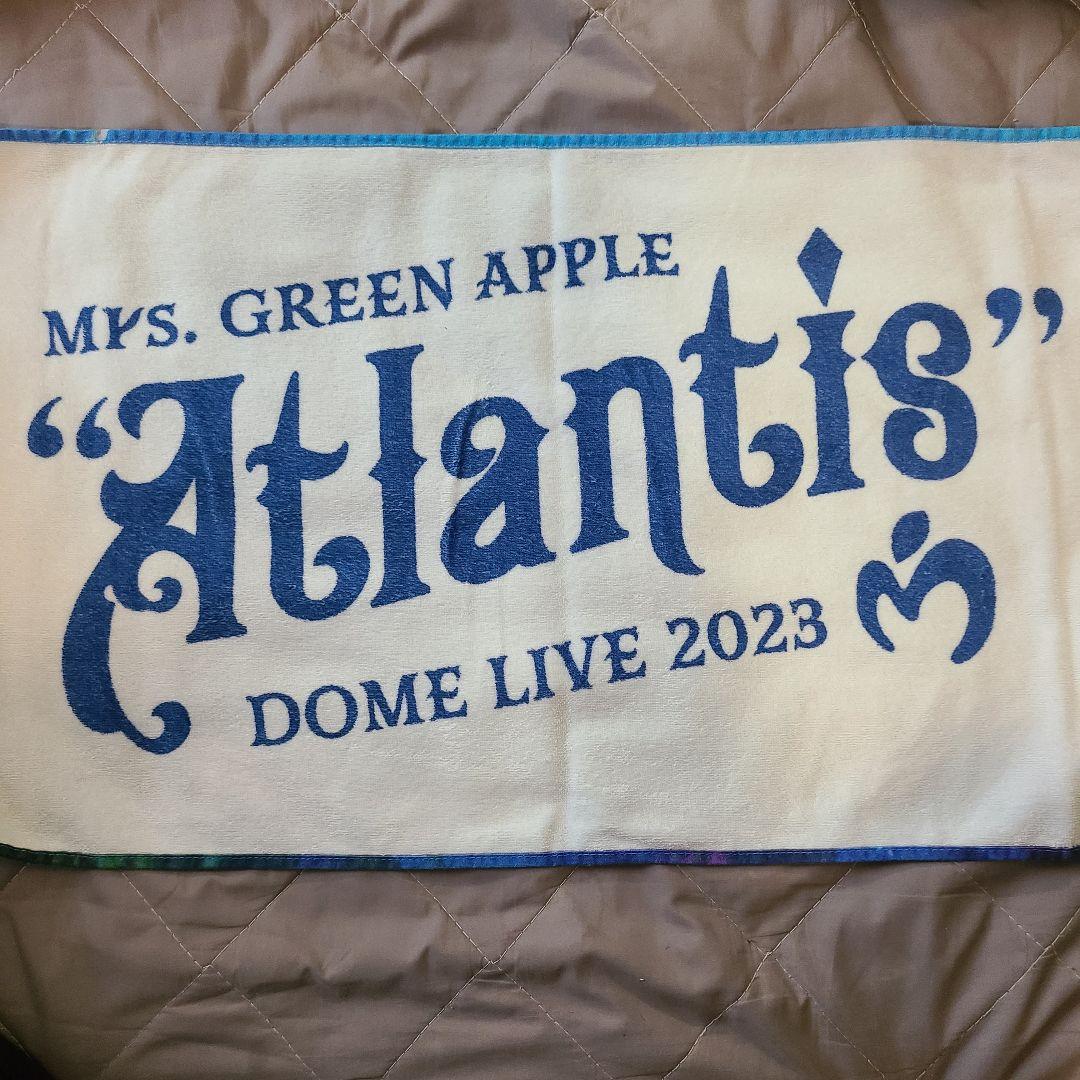 Mrs. GREEN APPLE
“Atlantis”
DOME LIVE 2023